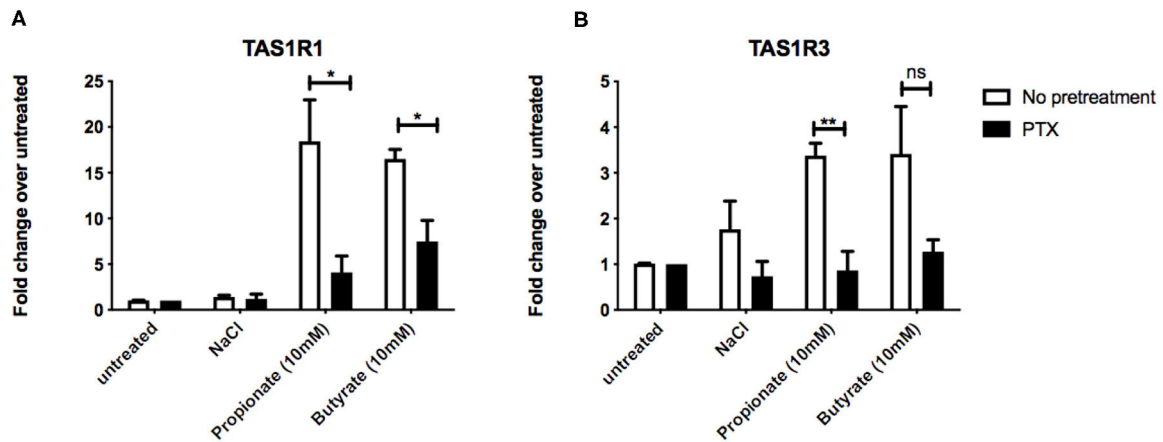 A
TAS1R1
Fold change over untreated
25
20
15
10
5
0
*
*
untreated
NaCl
Propionate (10mM)
Butyrate (10mM)
B
TAS1R3
Fold change over untreated
5
4
3
2
1
0
**
ns
untreated
NaCl
Propionate (10mM)
Butyrate (10mM)
No pretreatment
PTX